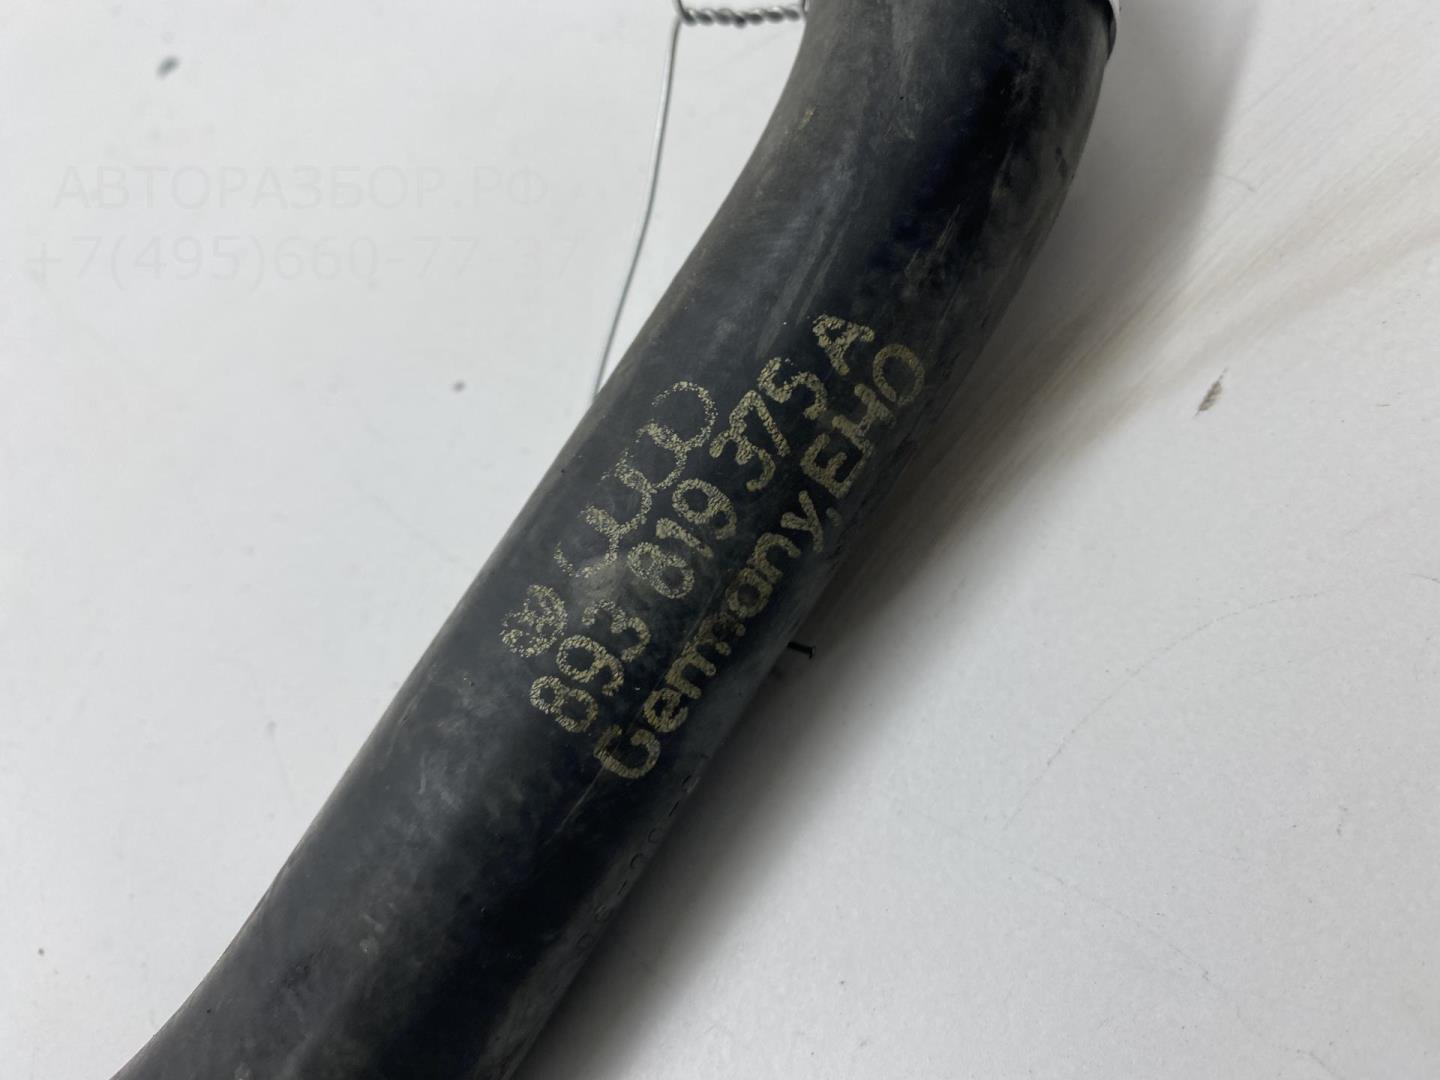 АВТОРАЗБОР.РФ
+7(495)660-77-37
893 819 375 A
Germany, EHO